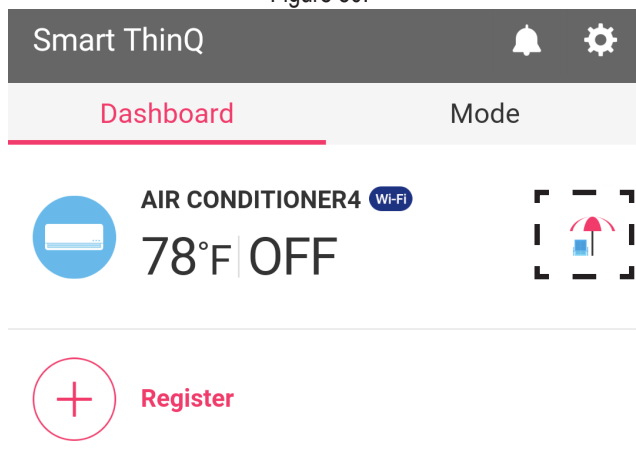 Smart ThinQ
Dashboard Mode
AIR CONDITIONER4 Wi-Fi
78°F OFF
Register